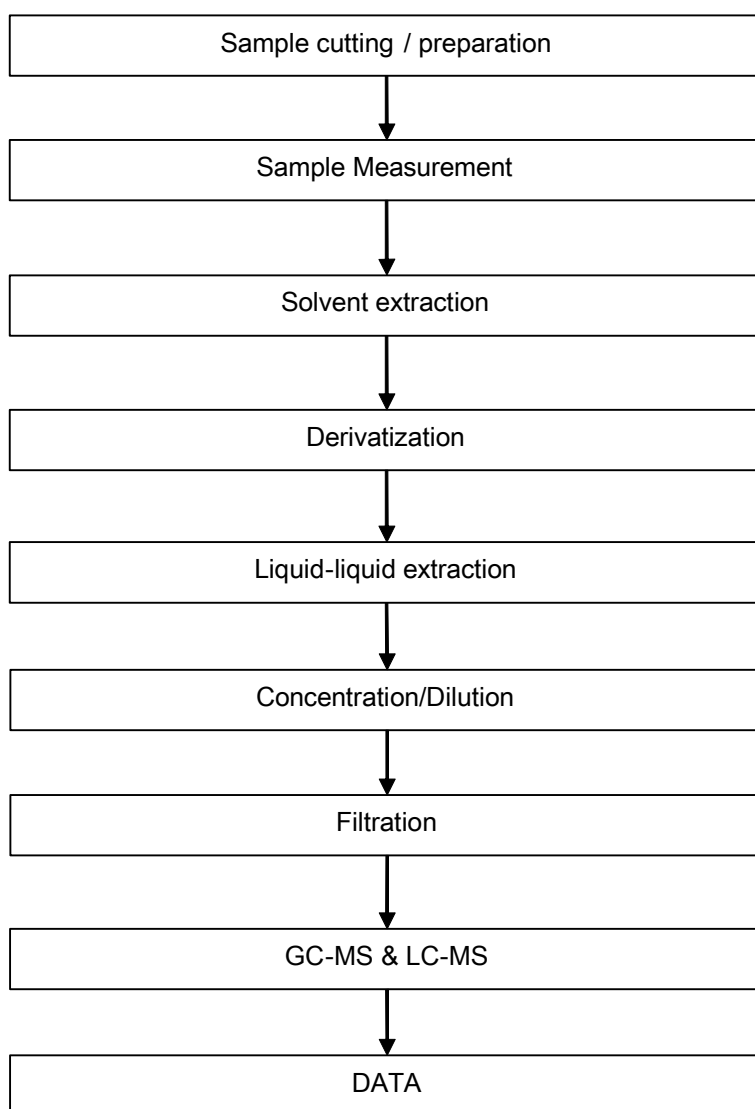 Sample cutting / preparation
Sample Measurement
Solvent extraction
Derivatization
Liquid-liquid extraction
Concentration/Dilution
Filtration
GC-MS & LC-MS
DATA